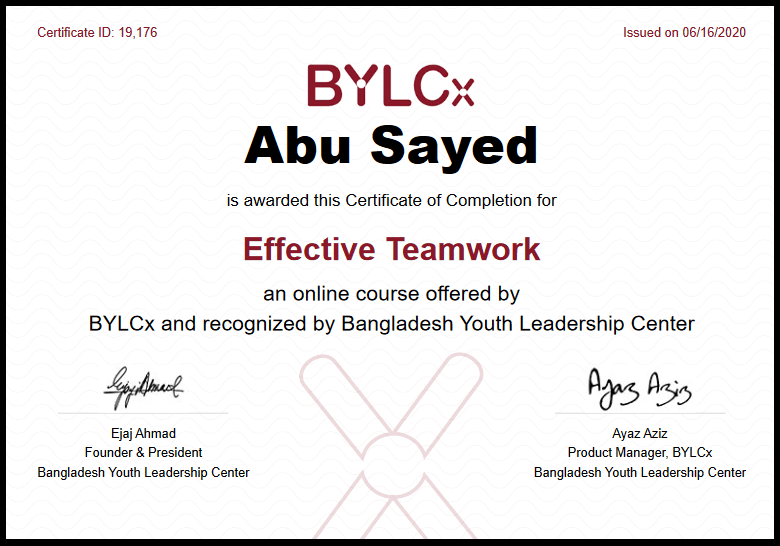 Certificate ID: 19,176
Issued on 06/16/2020
BYLCx
Abu Sayed
is awarded this Certificate of Completion for
Effective Teamwork
an online course offered by
BYLCx and recognized by Bangladesh Youth Leadership Center
Ejaj Ahmad
Ayaz Aziz
Ejaj Ahmad
Founder & President
Bangladesh Youth Leadership Center
Ayaz Aziz
Product Manager, BYLCx
Bangladesh Youth Leadership Center